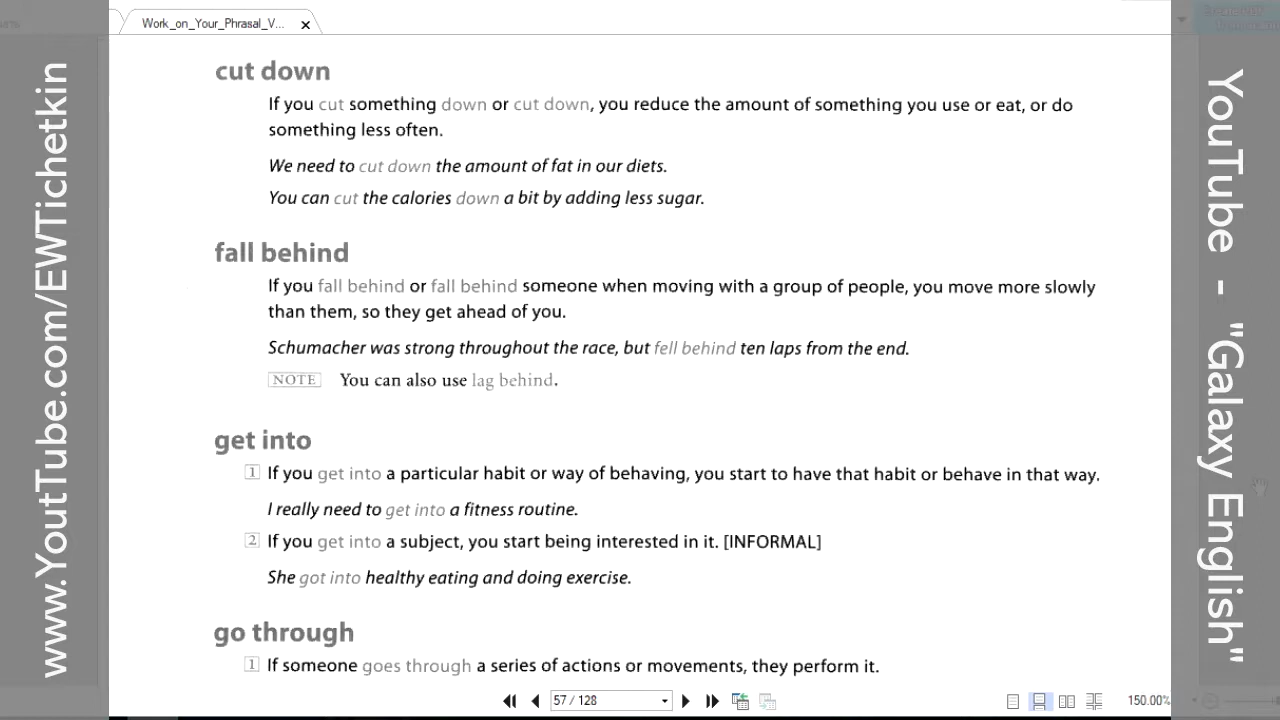 Work_on_Your_Phrasal_V...
cut down
If you cut something down or cut down, you reduce the amount of something you use or eat, or do
something less often.
We need to cut down the amount of fat in our diets.
You can cut the calories down a bit by adding less sugar.
fall behind
If you fall behind or fall behind someone when moving with a group of people, you move more slowly
than them, so they get ahead of you.
Schumacher was strong throughout the race, but fell behind ten laps from the end.
NOTE You can also use lag behind.
get into
1 If you get into a particular habit or way of behaving, you start to have that habit or behave in that way.
I really need to get into a fitness routine.
2 If you get into a subject, you start being interested in it. [INFORMAL]
She got into healthy eating and doing exercise.
go through
1 If someone goes through a series of actions or movements, they perform it.
57 / 128
150.00%
www.YoutTube.com/EWTichetkin
YouTube - "Galaxy English"